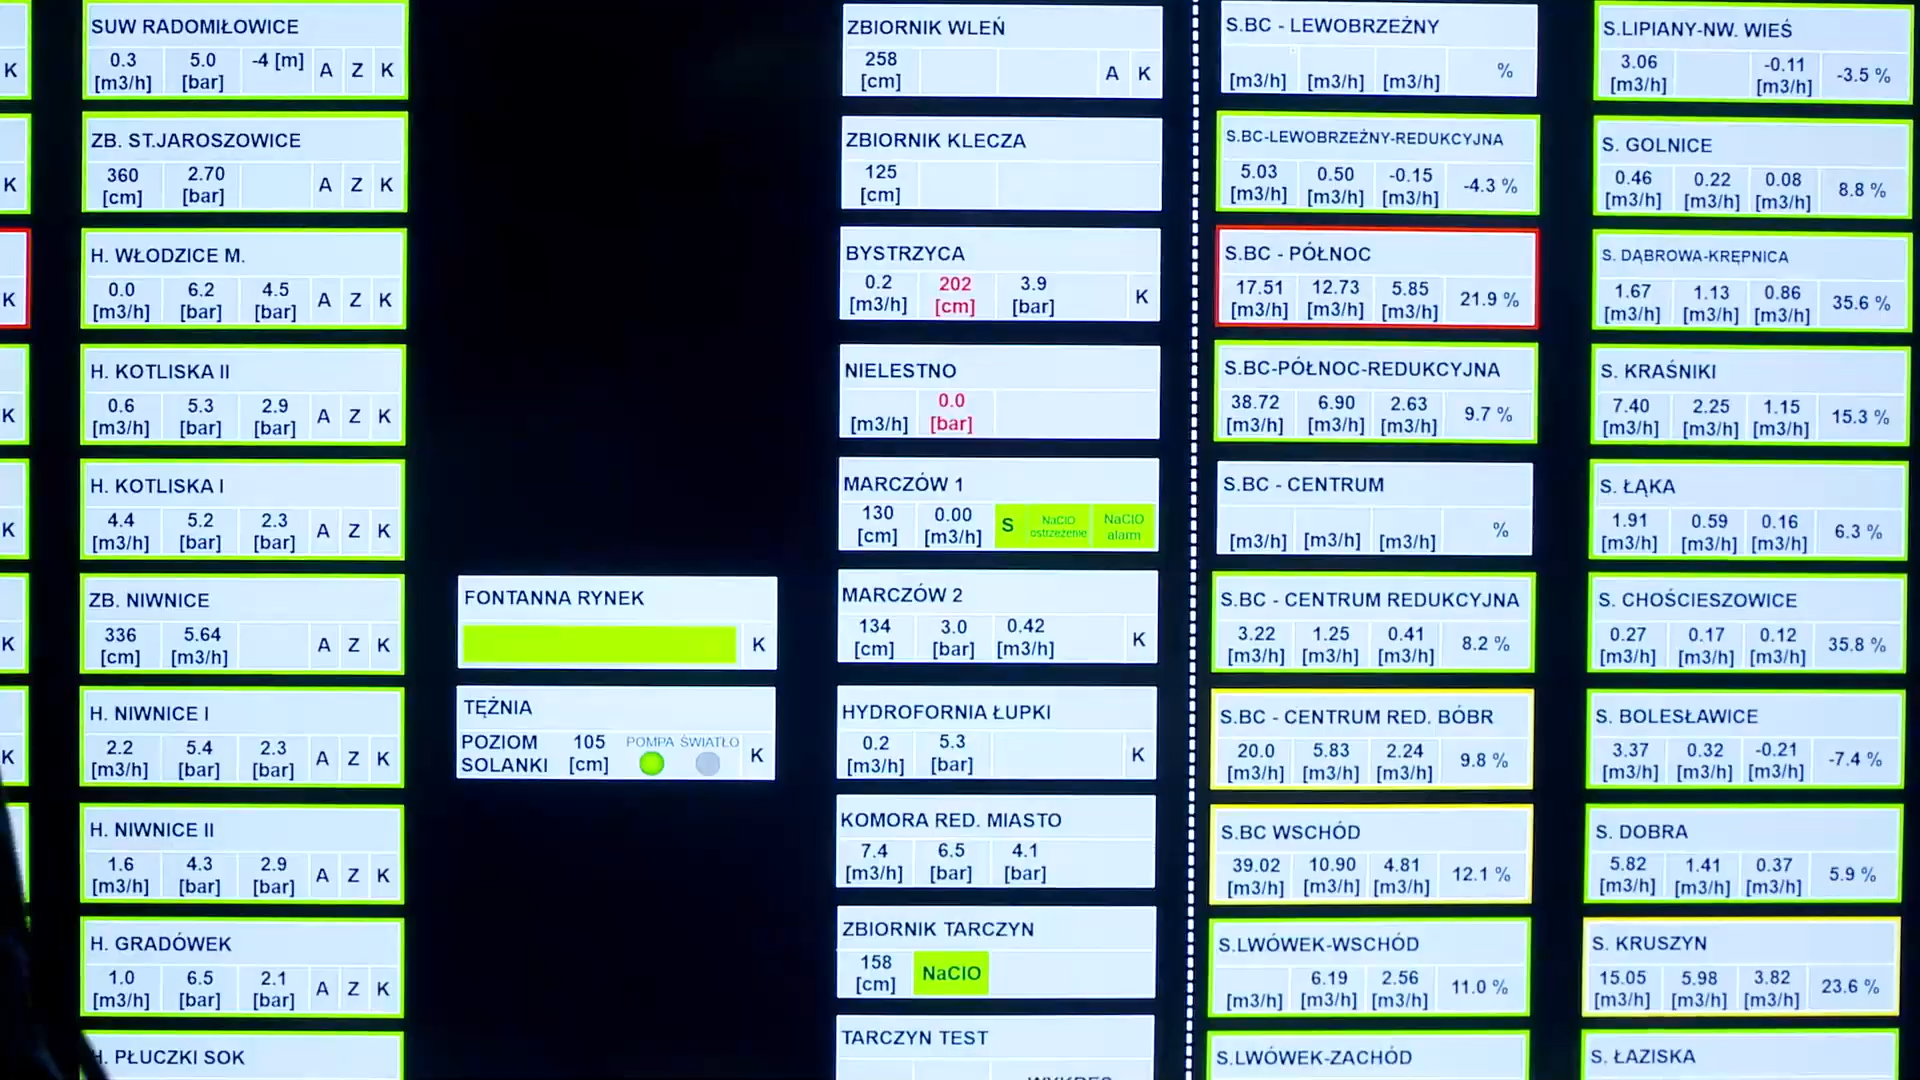 K
K
K
K
K
K
K
SUW RADOMIŁOWICE
0.3 5.0 -4 [m] A Z K
[m3/h] [bar]
ZB. ST.JAROSZOWICE
360 2.70 A Z K
[cm] [bar]
H. WŁODZICE M.
0.0 6.2 4.5 A Z K
[m3/h] [bar] [bar]
H. KOTLISKA II
0.6 5.3 2.9 A Z K
[m3/h] [bar] [bar]
H. KOTLISKA I
4.4 5.2 2.3 A Z K
[m3/h] [bar] [bar]
ZB. NIWNICE
336 5.64 A Z K
[cm] [m3/h]
H. NIWNICE I
2.2 5.4 2.3 A Z K
[m3/h] [bar] [bar]
H. NIWNICE II
1.6 4.3 2.9 A Z K
[m3/h] [bar] [bar]
H. GRADÓWEK
1.0 6.5 2.1 A Z K
[m3/h] [bar] [bar]
H. PŁUCZKI SOK
FONTANNA RYNEK
K
TĘŻNIA
POZIOM 105 POMPA ŚWIATŁO K
SOLANKI [cm]
ZBIORNIK WLEŃ
258 A K
[cm]
ZBIORNIK KLECZA
125
[cm]
BYSTRZYCA
0.2 202 3.9 K
[m3/h] [cm] [bar]
NIELESTNO
0.0
[m3/h] [bar]
MARCZÓW 1
130 0.00 S NaClO NaClO
[cm] [m3/h] ostrzeżenie alarm
MARCZÓW 2
134 3.0 0.42 K
[cm] [bar] [m3/h]
HYDROFORNIA ŁUPKI
0.2 5.3 K
[m3/h] [bar]
KOMORA RED. MIASTO
7.4 6.5 4.1
[m3/h] [bar] [bar]
ZBIORNIK TARCZYN
158 NaClO
[cm]
TARCZYN TEST
S.BC - LEWOBRZEŻNY
[m3/h] [m3/h] [m3/h] %
S.BC-LEWOBRZEŻNY-REDUKCYJNA
5.03 0.50 -0.15 -4.3 %
[m3/h] [m3/h] [m3/h]
S.BC - PÓŁNOC
17.51 12.73 5.85 21.9 %
[m3/h] [m3/h] [m3/h]
S.BC-PÓŁNOC-REDUKCYJNA
38.72 6.90 2.63 9.7 %
[m3/h] [m3/h] [m3/h]
S.BC - CENTRUM
[m3/h] [m3/h] [m3/h] %
S.BC - CENTRUM REDUKCYJNA
3.22 1.25 0.41 8.2 %
[m3/h] [m3/h] [m3/h]
S.BC - CENTRUM RED. BÓBR
20.0 5.83 2.24 9.8 %
[m3/h] [m3/h] [m3/h]
S.BC WSCHÓD
39.02 10.90 4.81 12.1 %
[m3/h] [m3/h] [m3/h]
S.LWÓWEK-WSCHÓD
6.19 2.56 11.0 %
[m3/h] [m3/h] [m3/h]
S.LWÓWEK-ZACHÓD
S.LIPIANY-NW. WIEŚ
3.06 -0.11 -3.5 %
[m3/h] [m3/h]
S. GOLNICE
0.46 0.22 0.08 8.8 %
[m3/h] [m3/h] [m3/h]
S. DĄBROWA-KRĘPNICA
1.67 1.13 0.86 35.6 %
[m3/h] [m3/h] [m3/h]
S. KRAŚNIKI
7.40 2.25 1.15 15.3 %
[m3/h] [m3/h] [m3/h]
S. ŁĄKA
1.91 0.59 0.16 6.3 %
[m3/h] [m3/h] [m3/h]
S. CHOŚCIESZOWICE
0.27 0.17 0.12 35.8 %
[m3/h] [m3/h] [m3/h]
S. BOLESŁAWICE
3.37 0.32 -0.21 -7.4 %
[m3/h] [m3/h] [m3/h]
S. DOBRA
5.82 1.41 0.37 5.9 %
[m3/h] [m3/h] [m3/h]
S. KRUSZYN
15.05 5.98 3.82 23.6 %
[m3/h] [m3/h] [m3/h]
S. ŁAZISKA